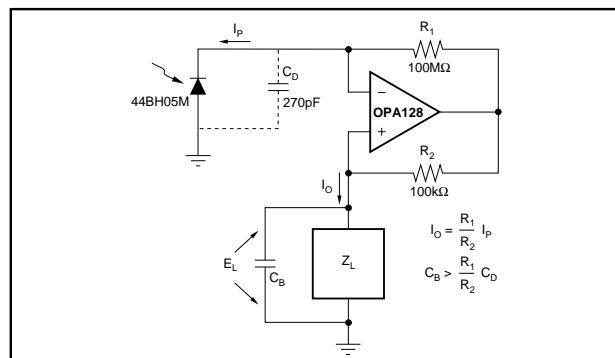 I_P
R_1
100MΩ
C_D
270pF
44BH05M
−
OPA128
+
R_2
100kΩ
I_O
I_O = R_1/R_2 I_P
C_B > R_1/R_2 C_D
E_L
C_B
Z_L